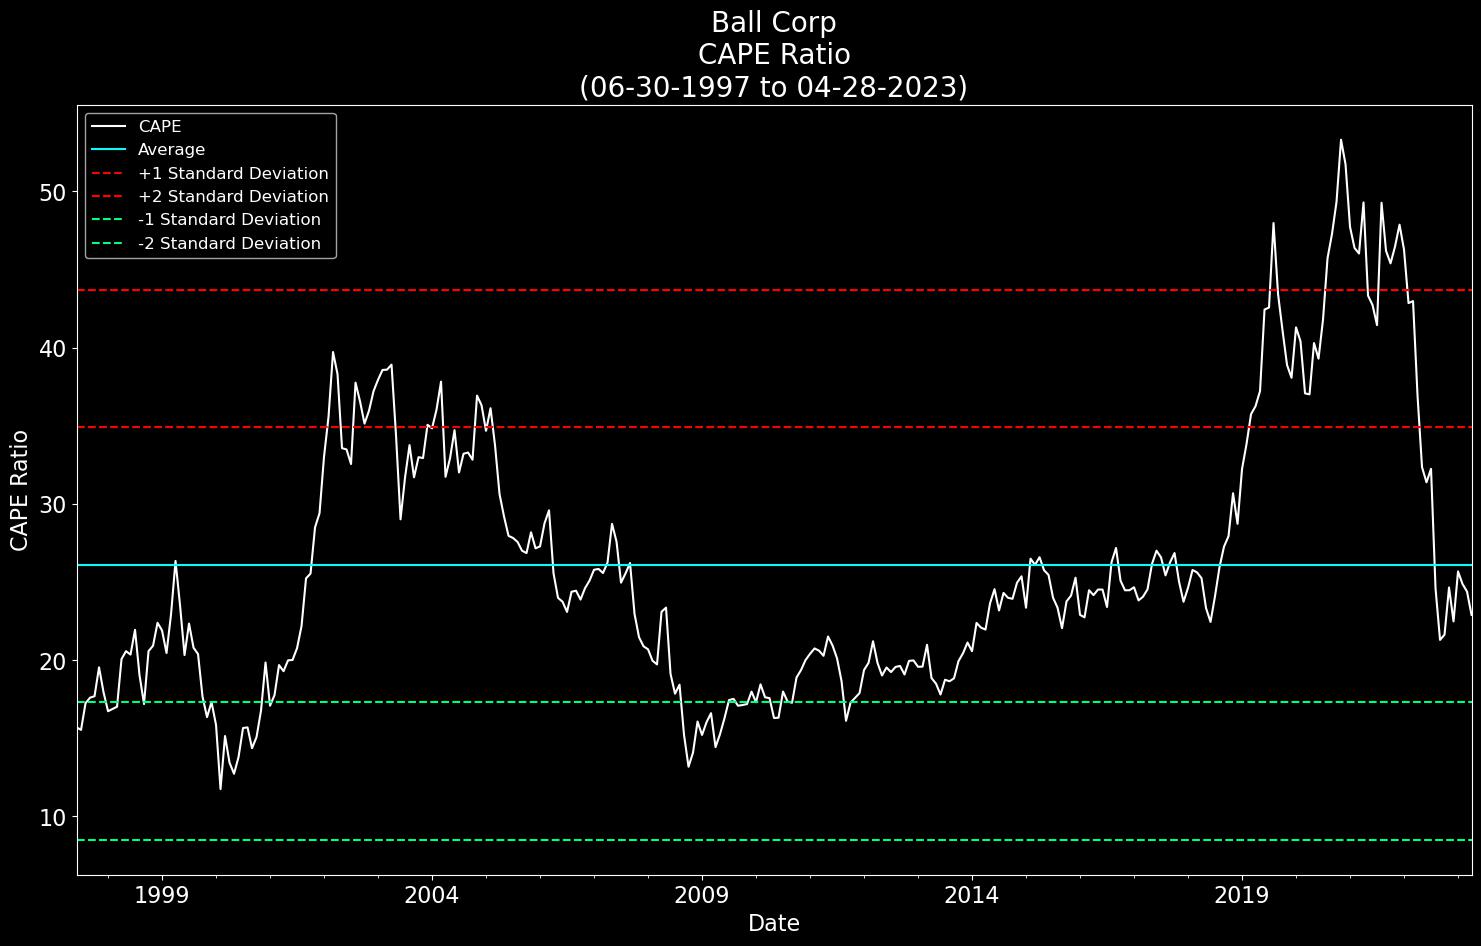 Ball Corp
CAPE Ratio
(06-30-1997 to 04-28-2023)
CAPE
Average
+1 Standard Deviation
+2 Standard Deviation
-1 Standard Deviation
-2 Standard Deviation
CAPE Ratio
50
40
30
20
10
1999
2004
2009
2014
2019
Date